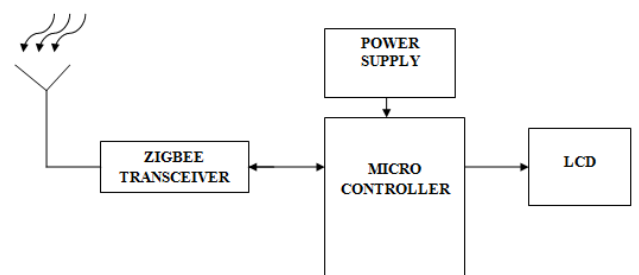 POWER
SUPPLY
ZIGBEE
TRANSCEIVER
MICRO
CONTROLLER
LCD